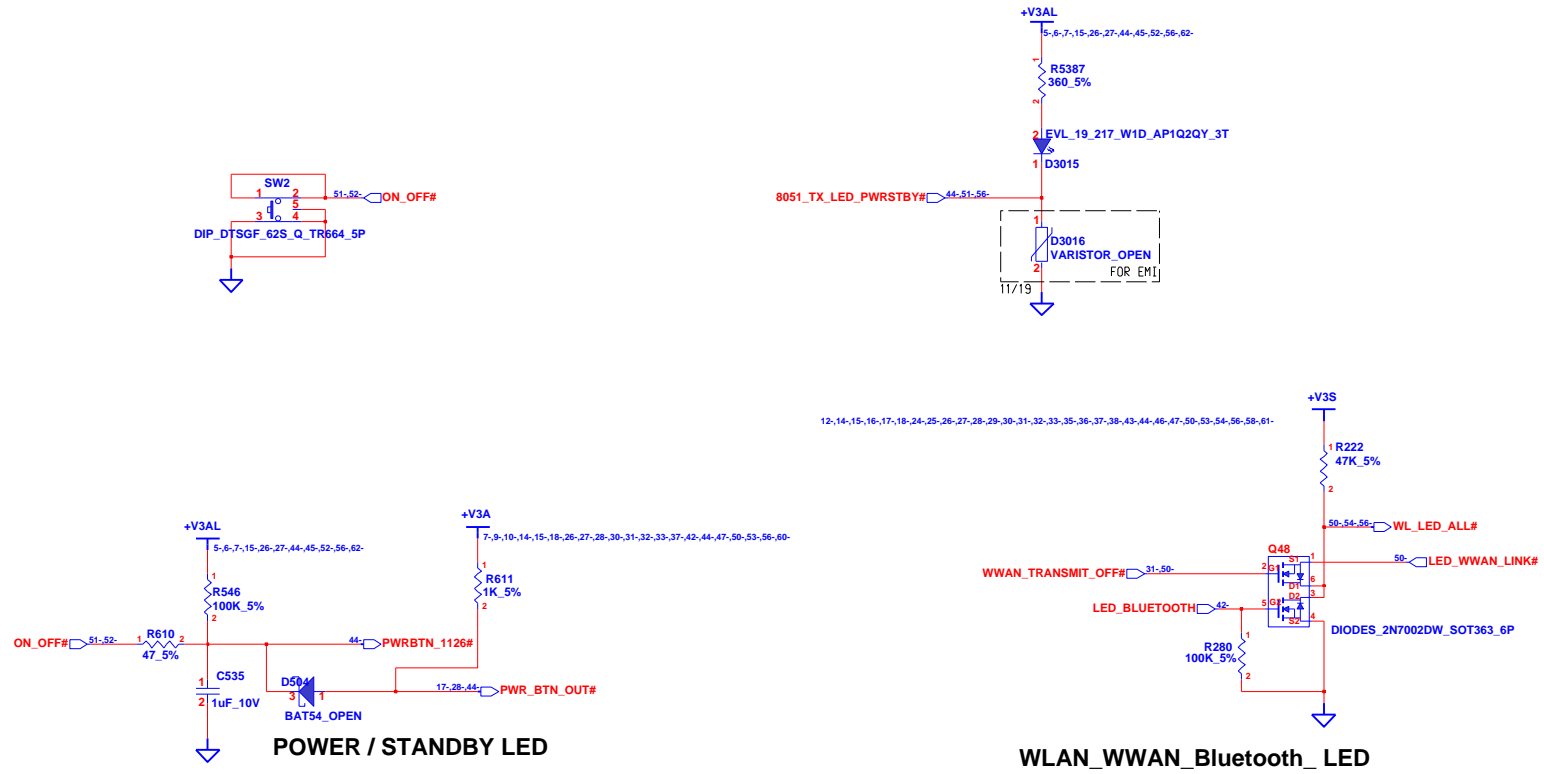 +V3AL
5-,6-,7-,15-,26-,27-,44-,45-,52-,56-,62-
1
R5387
360_5%
2
2
EVL_19_217_W1D_AP1Q2QY_3T
1
D3015
8051_TX_LED_PWRSTBY#
44-,51-,56-
1
D3016
VARISTOR_OPEN
2
FOR EMI
11/19
SW2
1
2
5
3
4
51-,52-
ON_OFF#
DIP_DTSGF_62S_Q_TR664_5P
+V3S
12-,14-,15-,16-,17-,18-,24-,25-,26-,27-,28-,29-,30-,31-,32-,33-,35-,36-,37-,38-,43-,44-,46-,47-,50-,53-,54-,56-,58-,61-
1
R222
47K_5%
2
50-,54-,56-
WL_LED_ALL#
Q48
S1
1
50-
LED_WWAN_LINK#
WWAN_TRANSMIT_OFF#
31-,50-
2
G1
D1
6
D2
3
LED_BLUETOOTH
42-
5
G2
S2
4
DIODES_2N7002DW_SOT363_6P
1
R280
100K_5%
2
WLAN_WWAN_Bluetooth_ LED
+V3AL
5-,6-,7-,15-,26-,27-,44-,45-,52-,56-,62-
1
R546
100K_5%
2
+V3A
7-,9-,10-,14-,15-,18-,26-,27-,28-,30-,31-,32-,33-,37-,42-,44-,47-,50-,53-,56-,60-
1
R611
1K_5%
2
ON_OFF#
51-,52-
1
R610
2
47_5%
44-
PWRBTN_1126#
1
C535
2
1uF_10V
D504
3
1
BAT54_OPEN
17-,28-,44-
PWR_BTN_OUT#
POWER / STANDBY LED